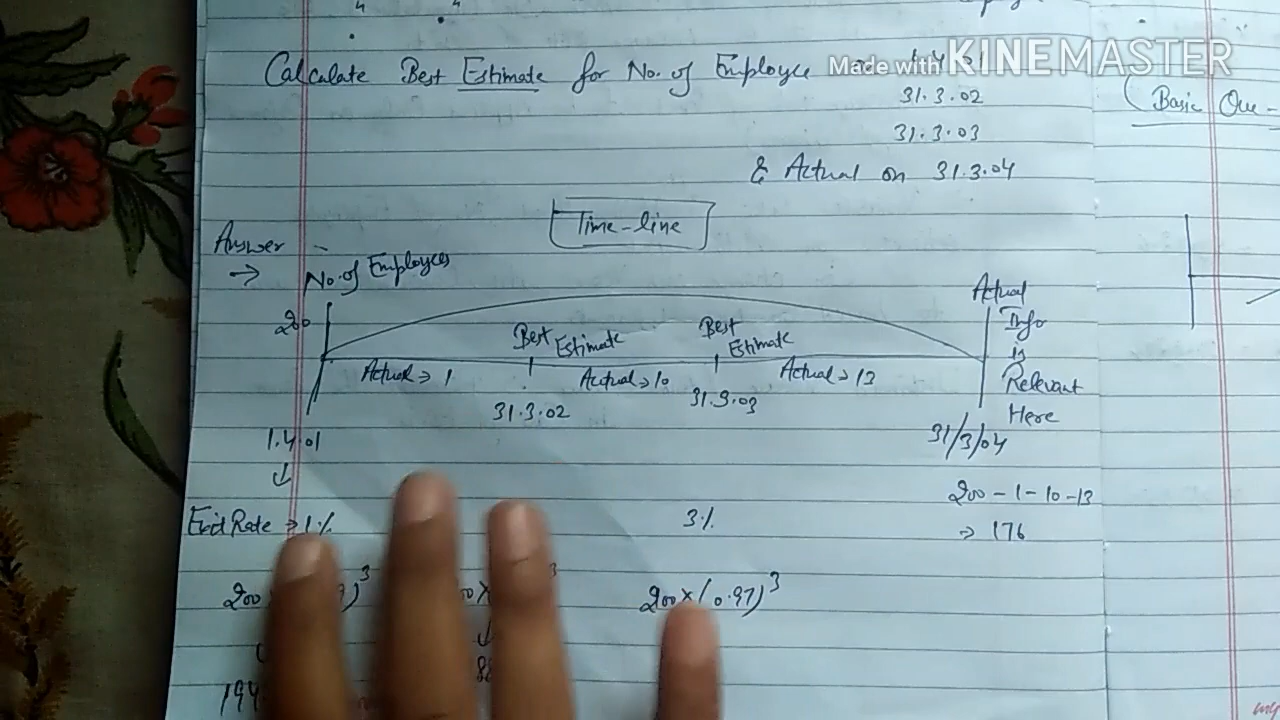 Calculate Best Estimate for No. of Employee
Made with KINEMASTER
31.3.02
31.3.03
& Actual on 31.3.04
(Basic Que-
Time-line
Answer -
→ No. of Employees
200
Best Estimate
Best Estimate
Actual
Info
is
Relevant
Here
Actual → 1
Actual → 10
Actual → 13
1.4.01
31.3.02
31.3.03
31/3/04
200 - 1 - 10 - 13
→ 176
Exit Rate → 1%
3%
200
)³
200 × (0.97)³
194